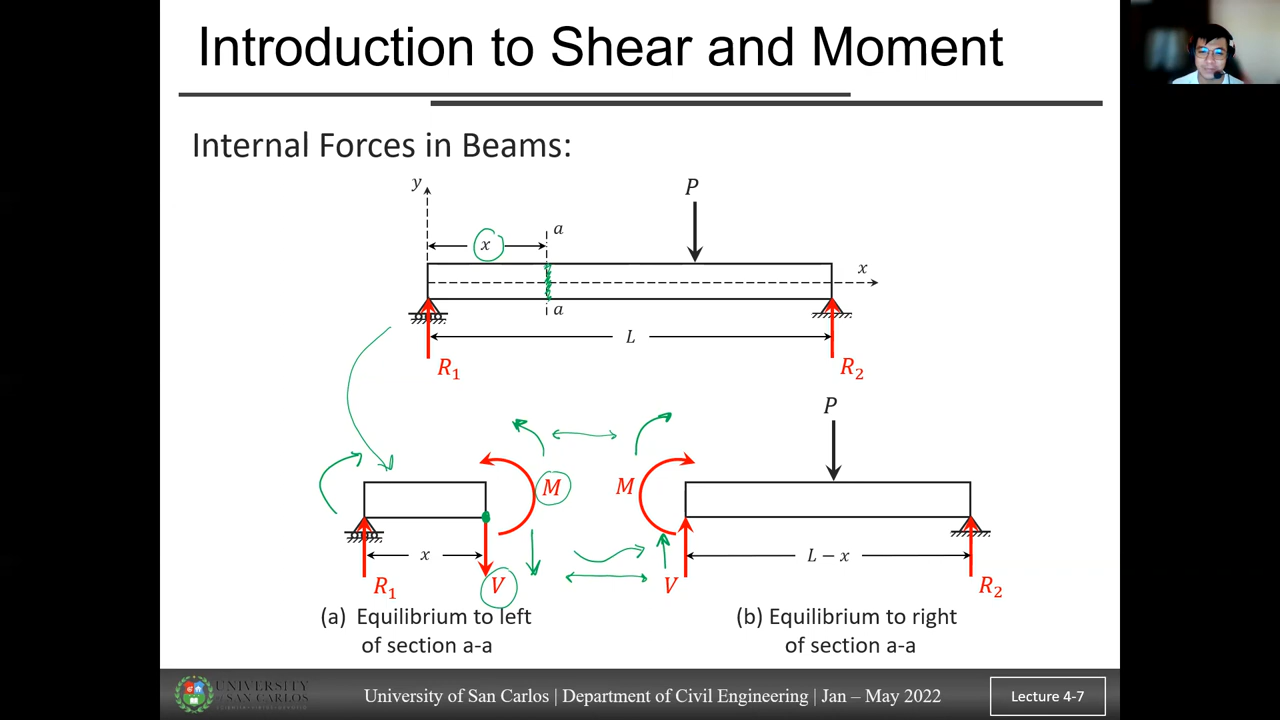 Introduction to Shear and Moment
Internal Forces in Beams:
y
P
x
a
x
a
L
R₁
R₂
P
M
M
x
L − x
R₁
V
V
R₂
(a) Equilibrium to left
of section a-a
(b) Equilibrium to right
of section a-a
UNIVERSITY
of SAN CARLOS
University of San Carlos | Department of Civil Engineering | Jan – May 2022
Lecture 4-7